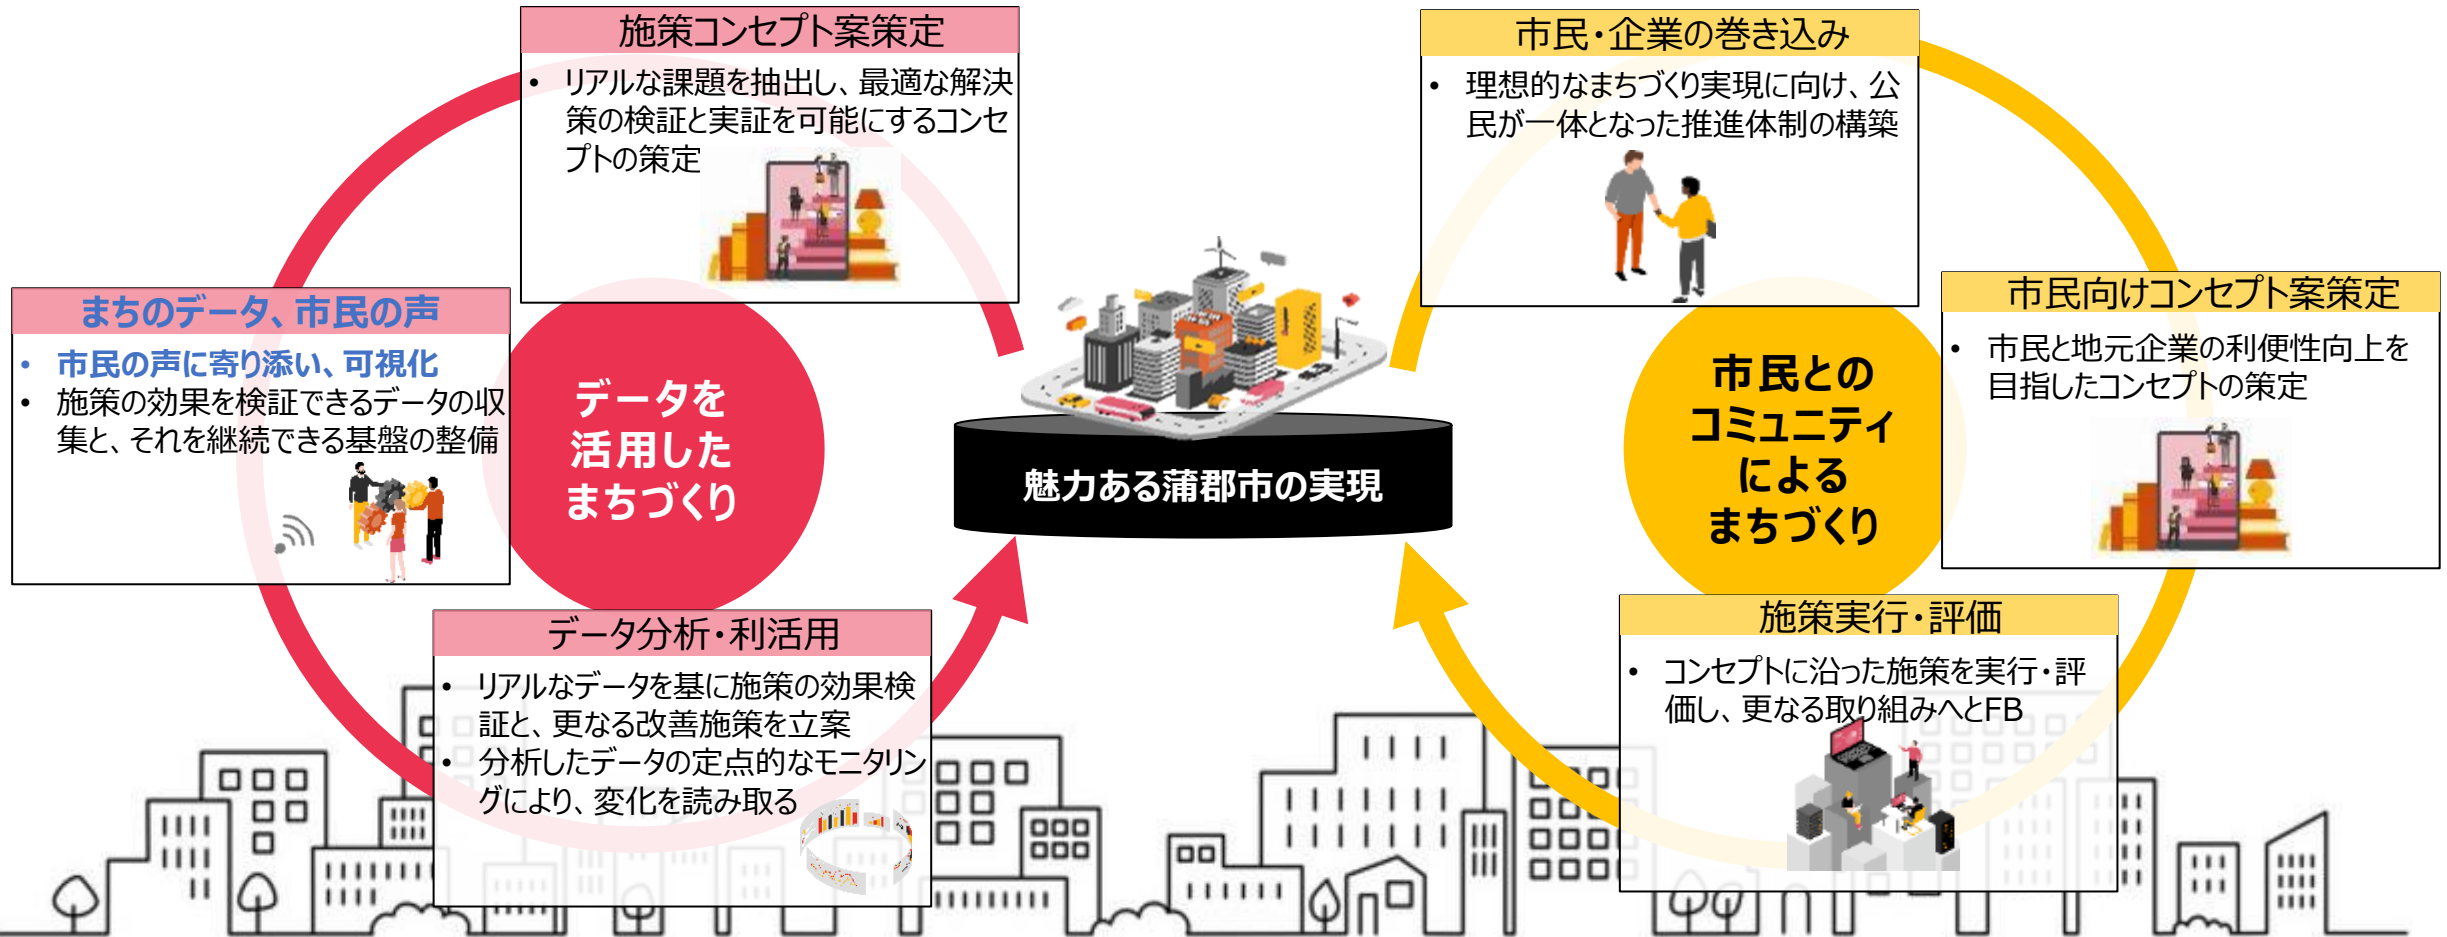 施策コンセプト案策定
• リアルな課題を抽出し、最適な解決
策の検証と実証を可能にするコンセ
プトの策定
まちのデータ、市民の声
• 市民の声に寄り添い、可視化
• 施策の効果を検証できるデータの収
集と、それを継続できる基盤の整備
データを
活用した
まちづくり
データ分析・利活用
• リアルなデータを基に施策の効果検
証と、更なる改善施策を立案
• 分析したデータの定点的なモニタリン
グにより、変化を読み取る
魅力ある蒲郡市の実現
市民・企業の巻き込み
• 理想的なまちづくり実現に向け、公
民が一体となった推進体制の構築
市民との
コミュニティ
による
まちづくり
市民向けコンセプト案策定
• 市民と地元企業の利便性向上を
目指したコンセプトの策定
施策実行・評価
• コンセプトに沿った施策を実行・評
価し、更なる取り組みへとFB